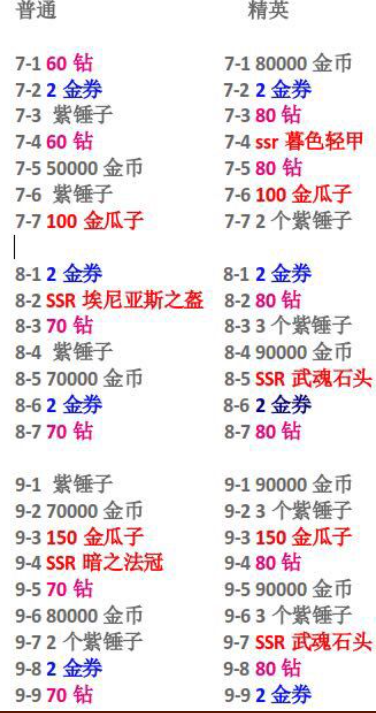 普通 精英
7-1 60 钻 7-1 80000 金币
7-2 2 金券 7-2 2 金券
7-3 紫锤子 7-3 80 钻
7-4 60 钻 7-4 ssr 暮色轻甲
7-5 50000 金币 7-5 80 钻
7-6 紫锤子 7-6 100 金瓜子
7-7 100 金瓜子 7-7 2 个紫锤子
8-1 2 金券 8-1 2 金券
8-2 SSR 埃尼亚斯之盔 8-2 80 钻
8-3 70 钻 8-3 3 个紫锤子
8-4 紫锤子 8-4 90000 金币
8-5 70000 金币 8-5 SSR 武魂石头
8-6 2 金券 8-6 2 金券
8-7 70 钻 8-7 80 钻
9-1 紫锤子 9-1 90000 金币
9-2 70000 金币 9-2 3 个紫锤子
9-3 150 金瓜子 9-3 150 金瓜子
9-4 SSR 暗之法冠 9-4 80 钻
9-5 70 钻 9-5 90000 金币
9-6 80000 金币 9-6 3 个紫锤子
9-7 2 个紫锤子 9-7 SSR 武魂石头
9-8 2 金券 9-8 80 钻
9-9 70 钻 9-9 2 金券